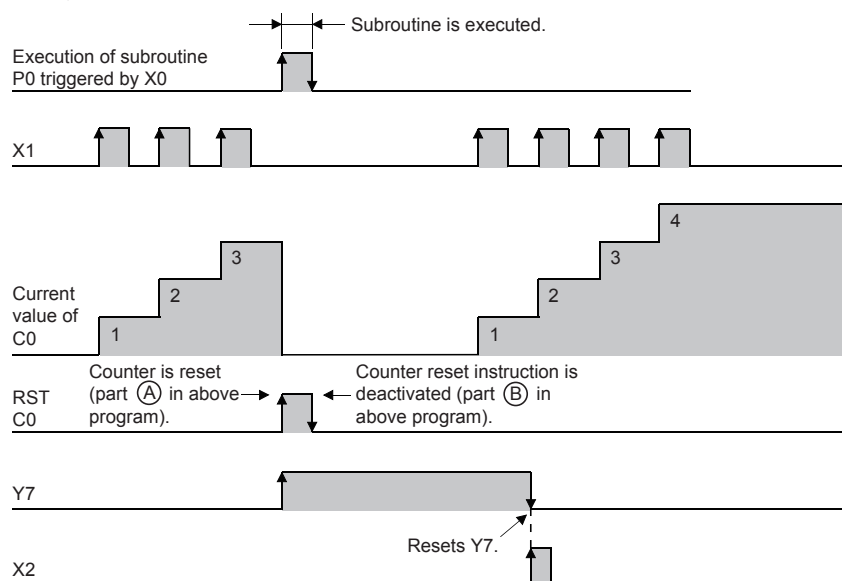 Subroutine is executed.
Execution of subroutine
P0 triggered by X0
X1
3
2
1
4
3
2
1
Current
value of
C0
Counter is reset
(part Ⓐ in above
program).
Counter reset instruction is
deactivated (part Ⓑ in
above program).
RST
C0
Y7
Resets Y7.
X2